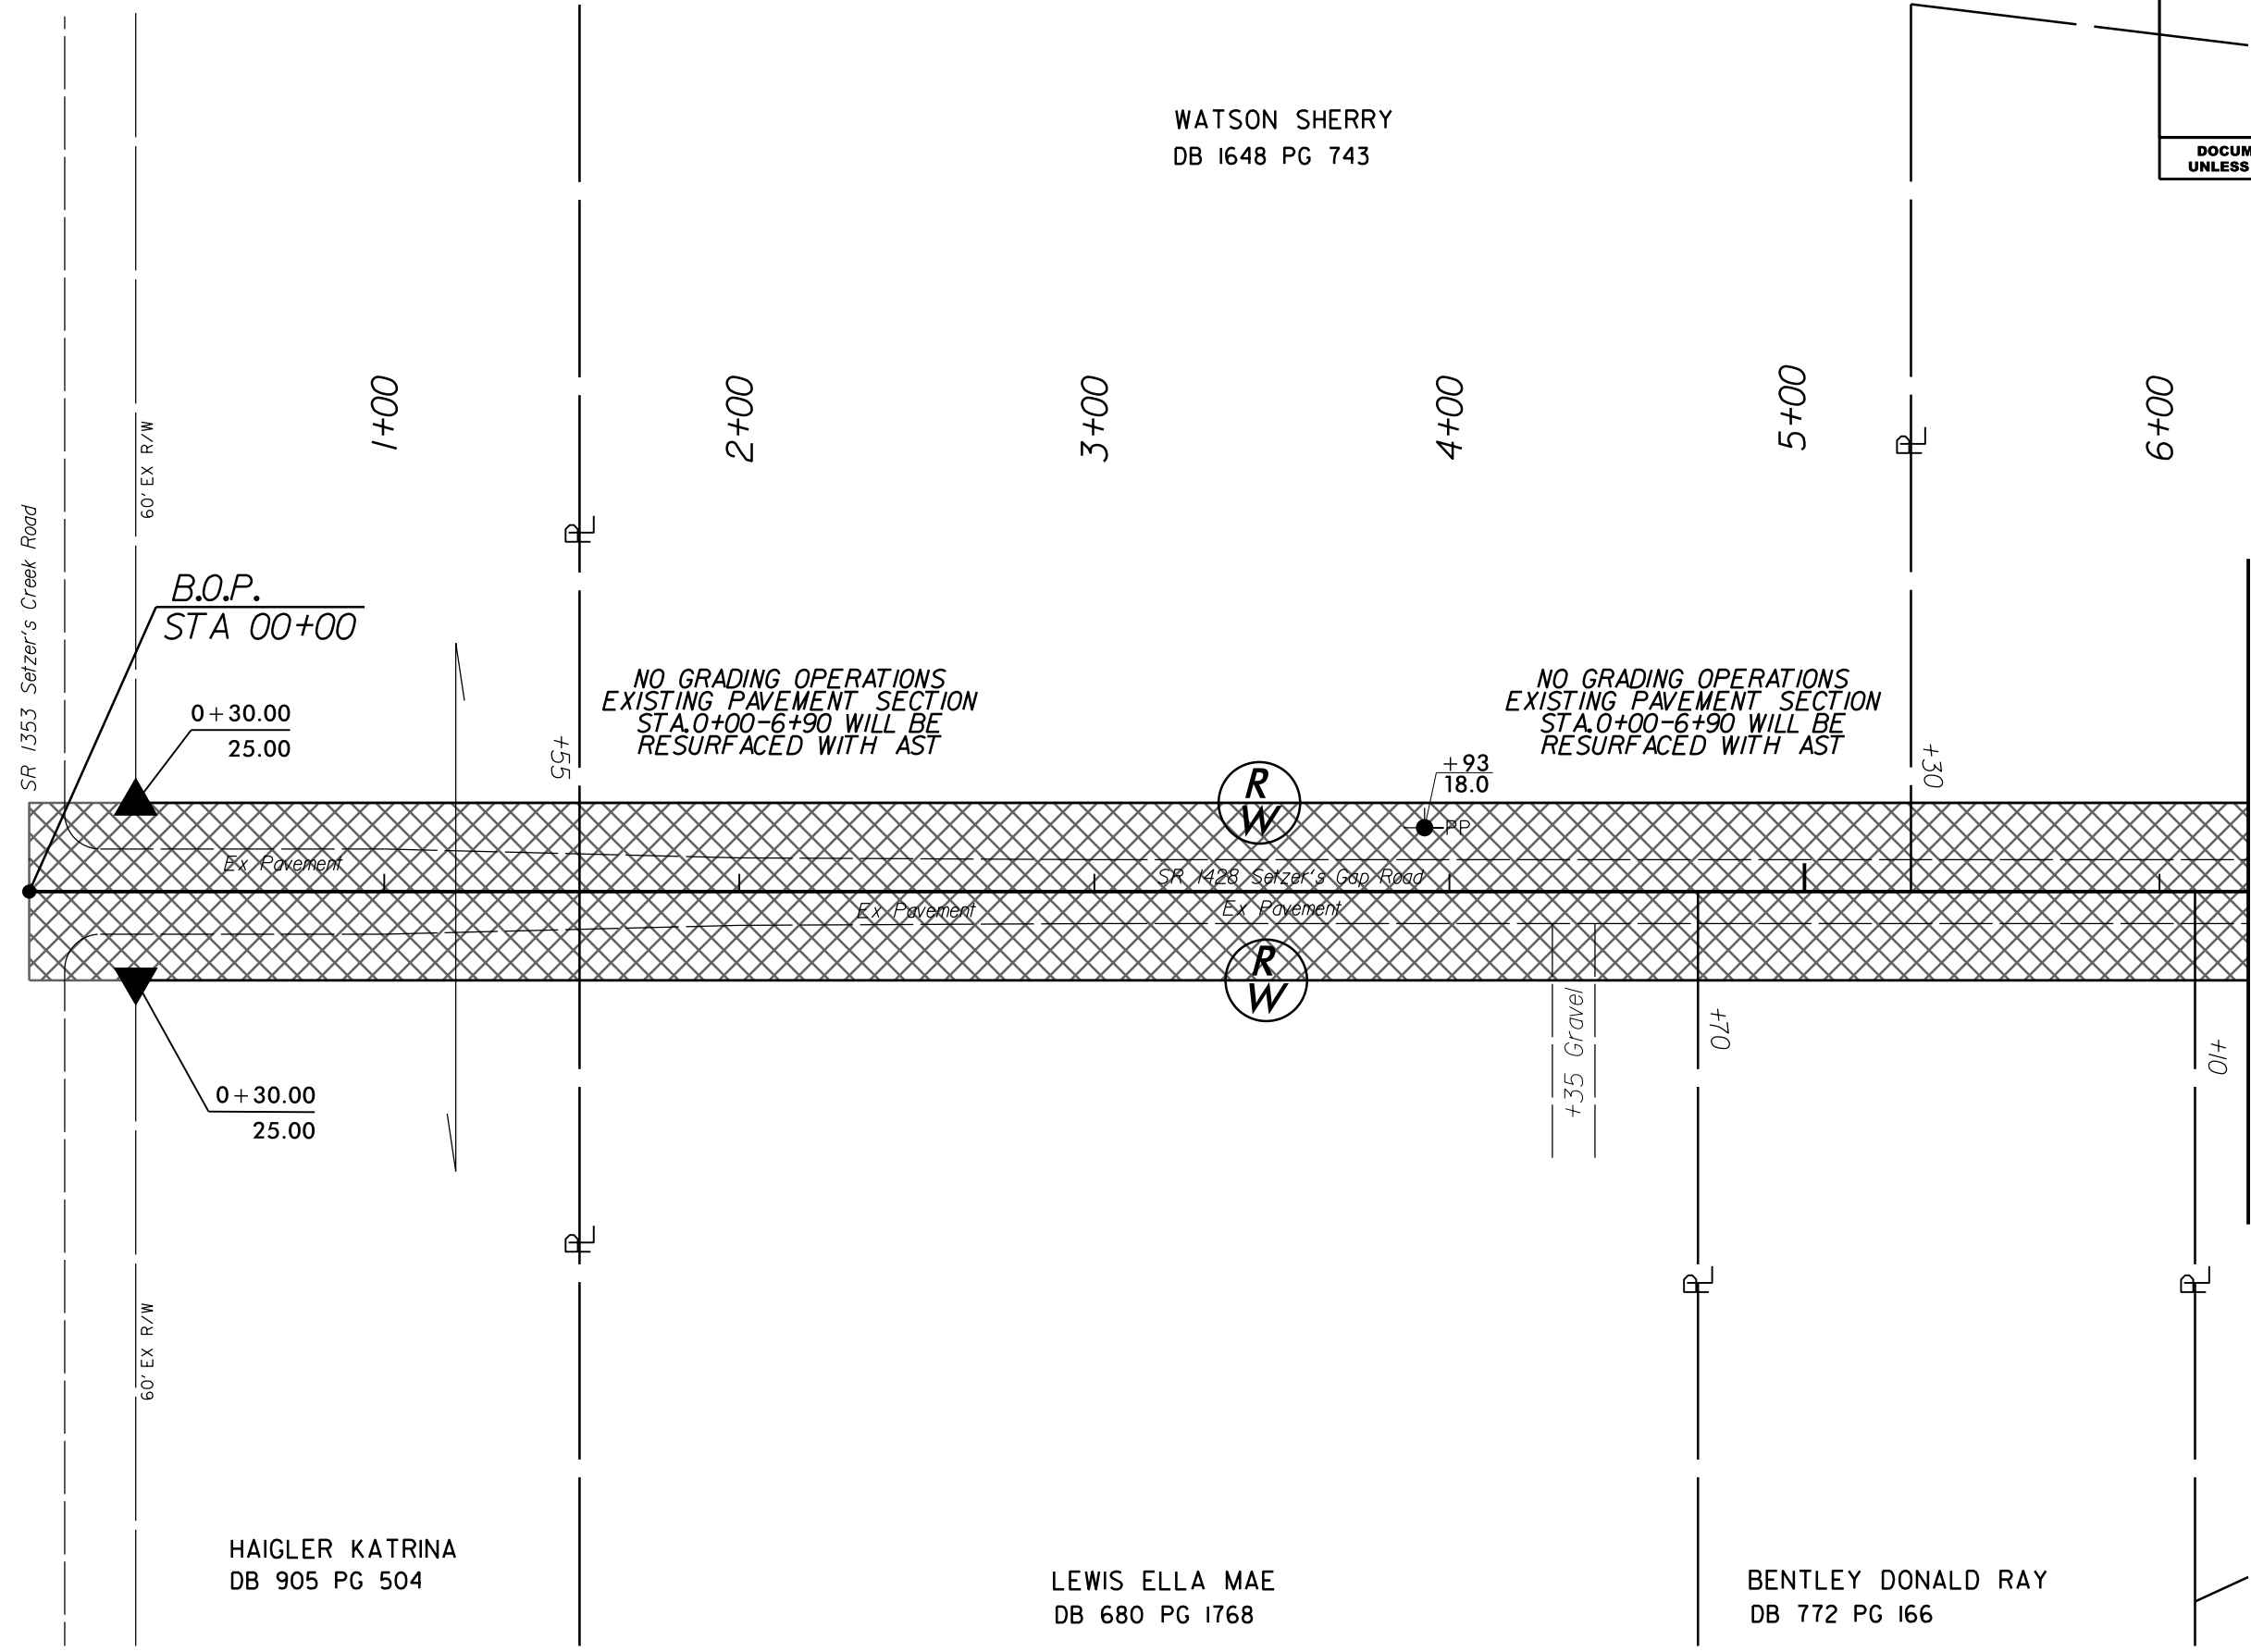 WATSON SHERRY
DB 1648 PG 743
DOCUM
UNLESS
1+00
2+00
3+00
4+00
5+00
6+00
60' EX R/W
SR 1353 Setzer's Creek Road
PL
PL
B.O.P.
STA 00+00
0+30.00
25.00
NO GRADING OPERATIONS
EXISTING PAVEMENT SECTION
STA.0+00-6+90 WILL BE
RESURFACED WITH AST
NO GRADING OPERATIONS
EXISTING PAVEMENT SECTION
STA.0+00-6+90 WILL BE
RESURFACED WITH AST
+55
+30
+93
18.0
R
W
PP
Ex Pavement
SR 1428 Setzer's Gap Road
Ex Pavement
Ex Pavement
R
W
+35 Gravel
+70
+10
0+30.00
25.00
PL
PL
PL
60' EX R/W
HAIGLER KATRINA
DB 905 PG 504
LEWIS ELLA MAE
DB 680 PG 1768
BENTLEY DONALD RAY
DB 772 PG 166